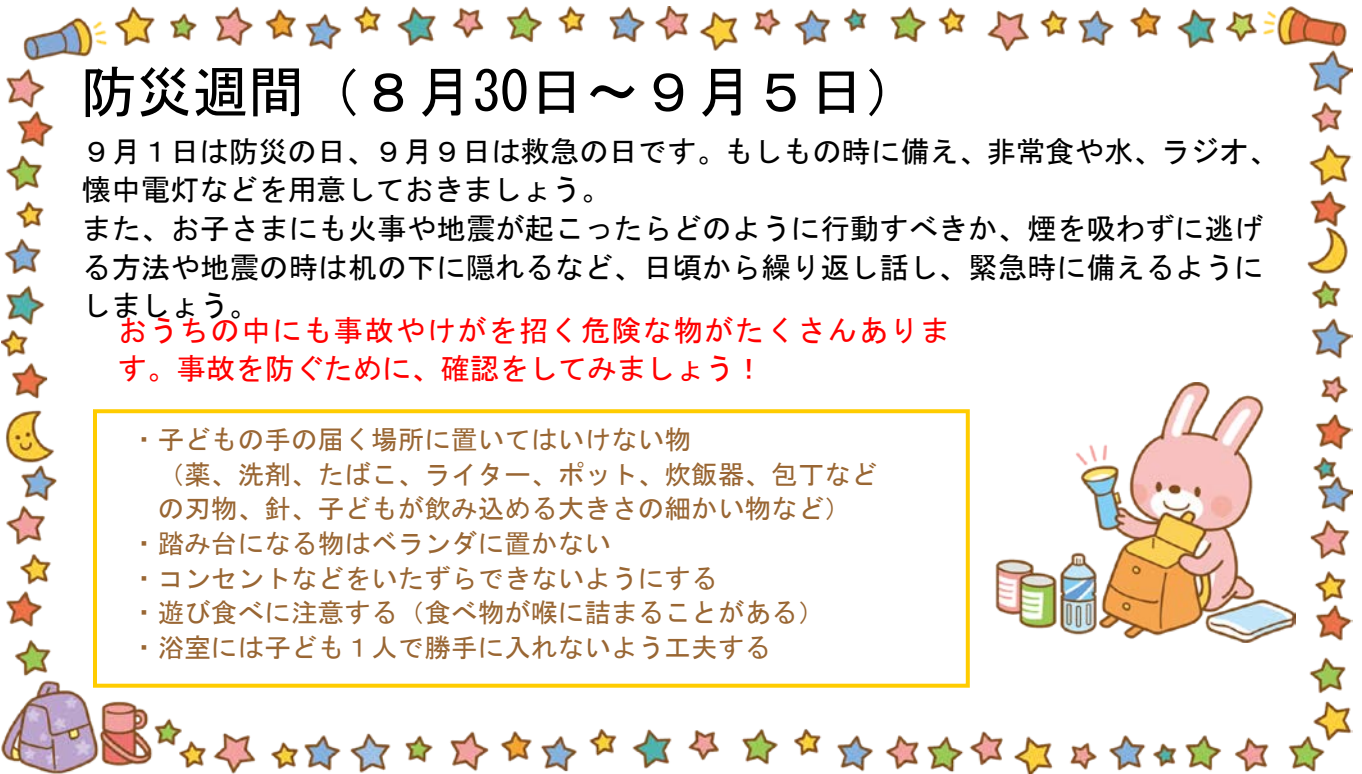 防災週間（８月30日～９月５日）
９月１日は防災の日、９月９日は救急の日です。もしもの時に備え、非常食や水、ラジオ、
懐中電灯などを用意しておきましょう。
また、お子さまにも火事や地震が起こったらどのように行動すべきか、煙を吸わずに逃げ
る方法や地震の時は机の下に隠れるなど、日頃から繰り返し話し、緊急時に備えるように
しましょう。
おうちの中にも事故やけがを招く危険な物がたくさんありま
す。事故を防ぐために、確認をしてみましょう！
・子どもの手の届く場所に置いてはいけない物
（薬、洗剤、たばこ、ライター、ポット、炊飯器、包丁など
の刃物、針、子どもが飲み込める大きさの細かい物など）
・踏み台になる物はベランダに置かない
・コンセントなどをいたずらできないようにする
・遊び食べに注意する（食べ物が喉に詰まることがある）
・浴室には子ども１人で勝手に入れないよう工夫する